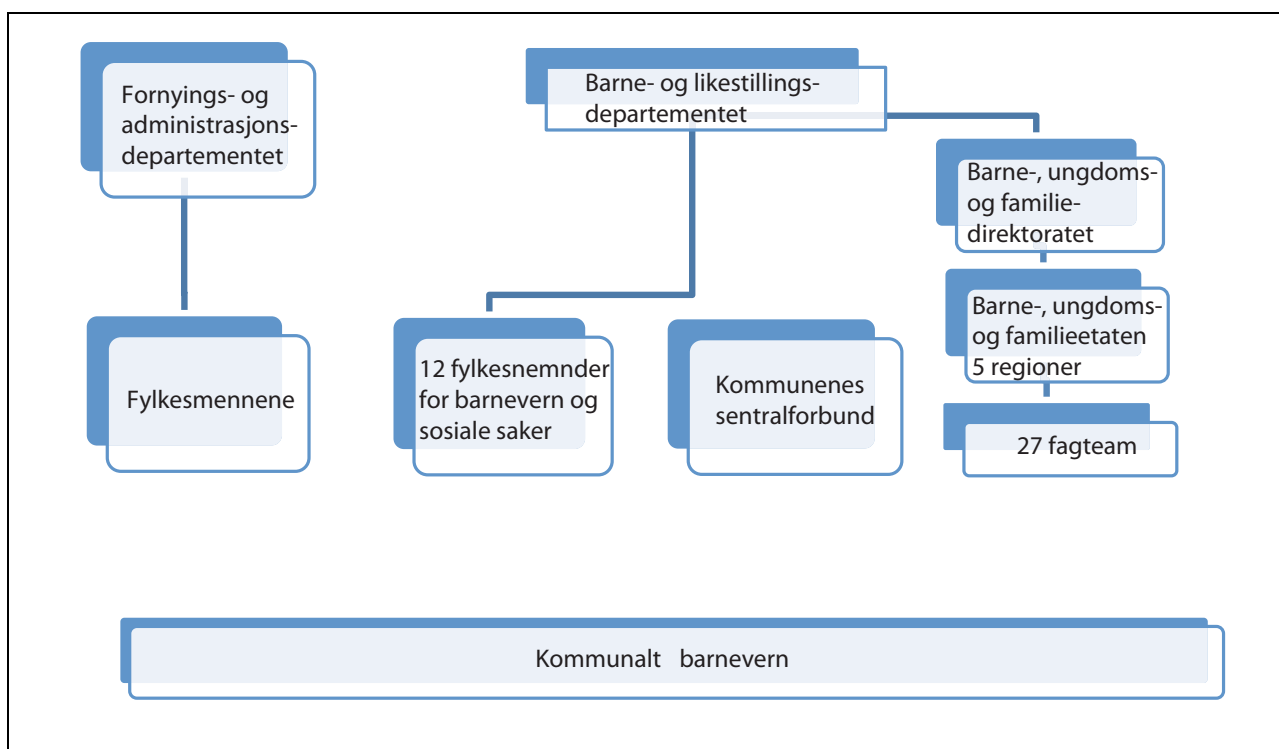 Fornyings- og
administrasjons-
departementet
Barne- og likestillings-
departementet
Barne-, ungdoms-
og familie-
direktoratet
Barne-, ungdoms-
og familieetaten
5 regioner
Fylkesmennene
12 fylkesnemnder
for barnevern og
sosiale saker
Kommunenes
sentralforbund
27 fagteam
Kommunalt barnevern